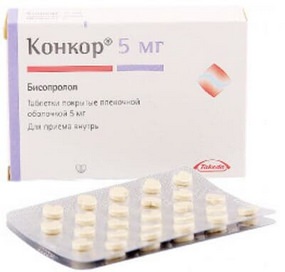 Конкор® 5 мг
Бисопролол
Таблетки покрытые пленочной
оболочкой 5 мг
Для приема внутрь
Takeda